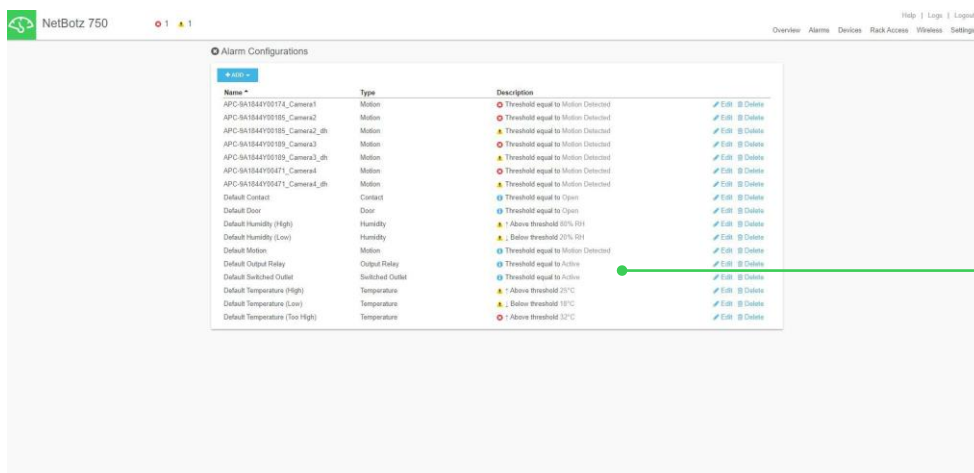 NetBotz 750
1 1
Help | Logs | Logout
Overview Alarms Devices Rack Access Wireless Settings
Alarm Configurations
+ ADD
Name Type Description
APC-9A1844Y00174_Camera1 Motion Threshold equal to Motion Detected Edit Delete
APC-9A1844Y00185_Camera2 Motion Threshold equal to Motion Detected Edit Delete
APC-9A1844Y00185_Camera2_dh Motion Threshold equal to Motion Detected Edit Delete
APC-9A1844Y00189_Camera3 Motion Threshold equal to Motion Detected Edit Delete
APC-9A1844Y00189_Camera3_dh Motion Threshold equal to Motion Detected Edit Delete
APC-9A1844Y00471_Camera4 Motion Threshold equal to Motion Detected Edit Delete
APC-9A1844Y00471_Camera4_dh Motion Threshold equal to Motion Detected Edit Delete
Default Contact Contact Threshold equal to Open Edit Delete
Default Door Door Threshold equal to Open Edit Delete
Default Humidity (High) Humidity ↑ Above threshold 80% RH Edit Delete
Default Humidity (Low) Humidity ↓ Below threshold 20% RH Edit Delete
Default Motion Motion Threshold equal to Motion Detected Edit Delete
Default Output Relay Output Relay Threshold equal to Active Edit Delete
Default Switched Outlet Switched Outlet Threshold equal to Active Edit Delete
Default Temperature (High) Temperature ↑ Above threshold 25°C Edit Delete
Default Temperature (Low) Temperature ↓ Below threshold 18°C Edit Delete
Default Temperature (Too High) Temperature ↑ Above threshold 32°C Edit Delete